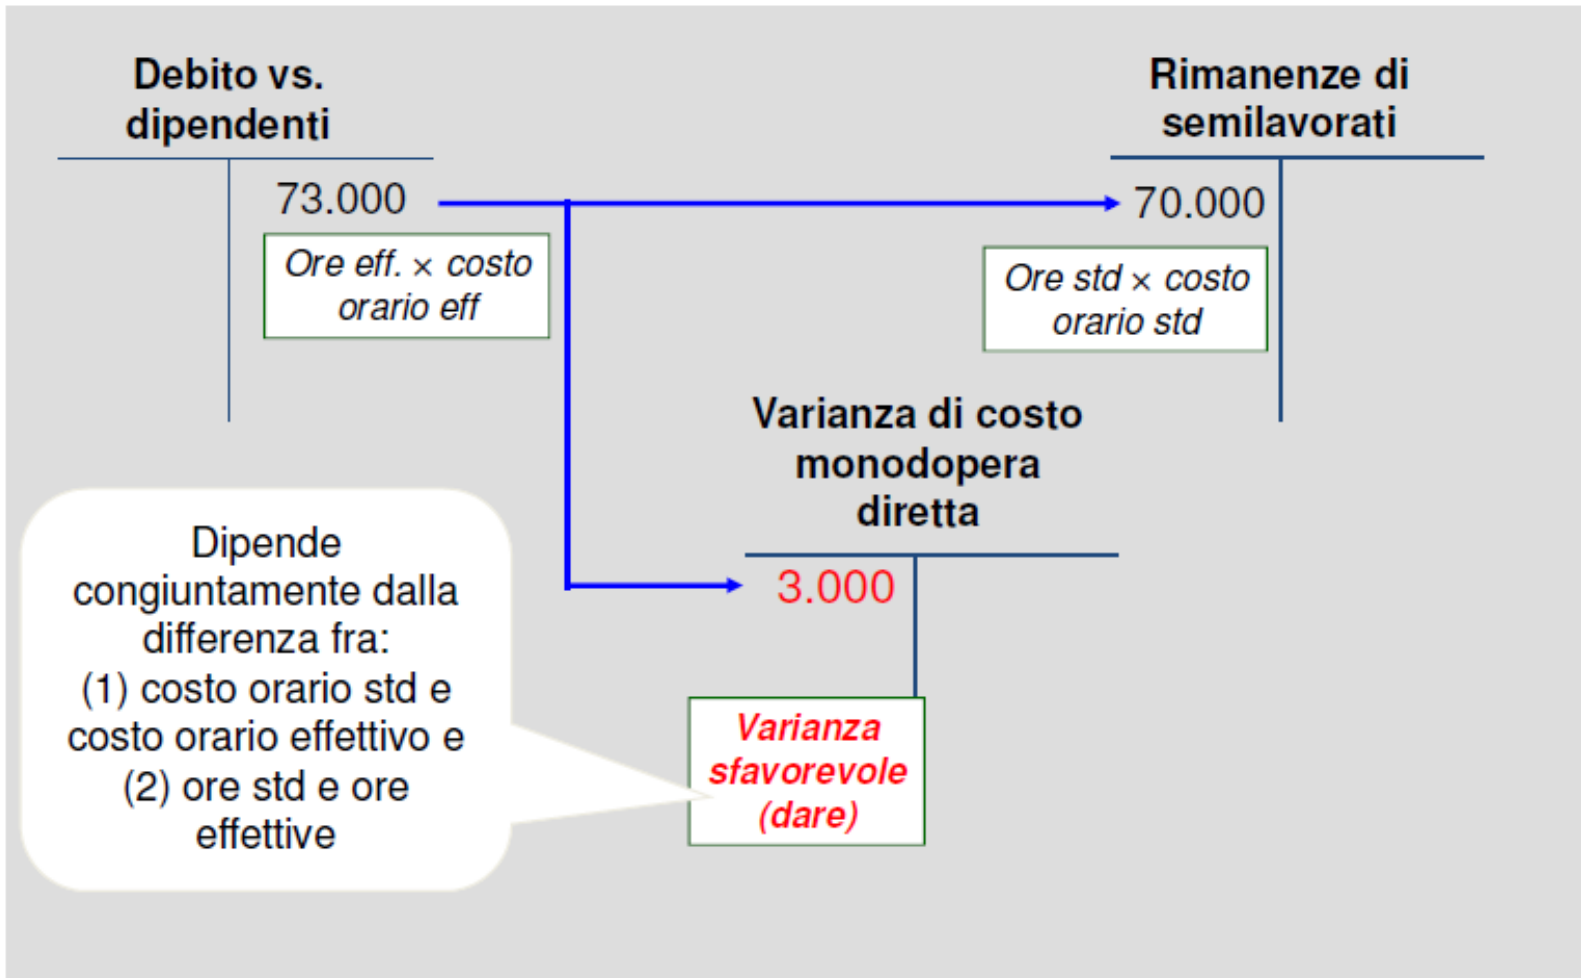 Debito vs.
dipendenti
Rimanenze di
semilavorati
73.000
70.000
Ore eff. × costo
orario eff
Ore std × costo
orario std
Varianza di costo
monodopera
diretta
3.000
Dipende
congiuntamente dalla
differenza fra:
(1) costo orario std e
costo orario effettivo e
(2) ore std e ore
effettive
Varianza
sfavorevole
(dare)